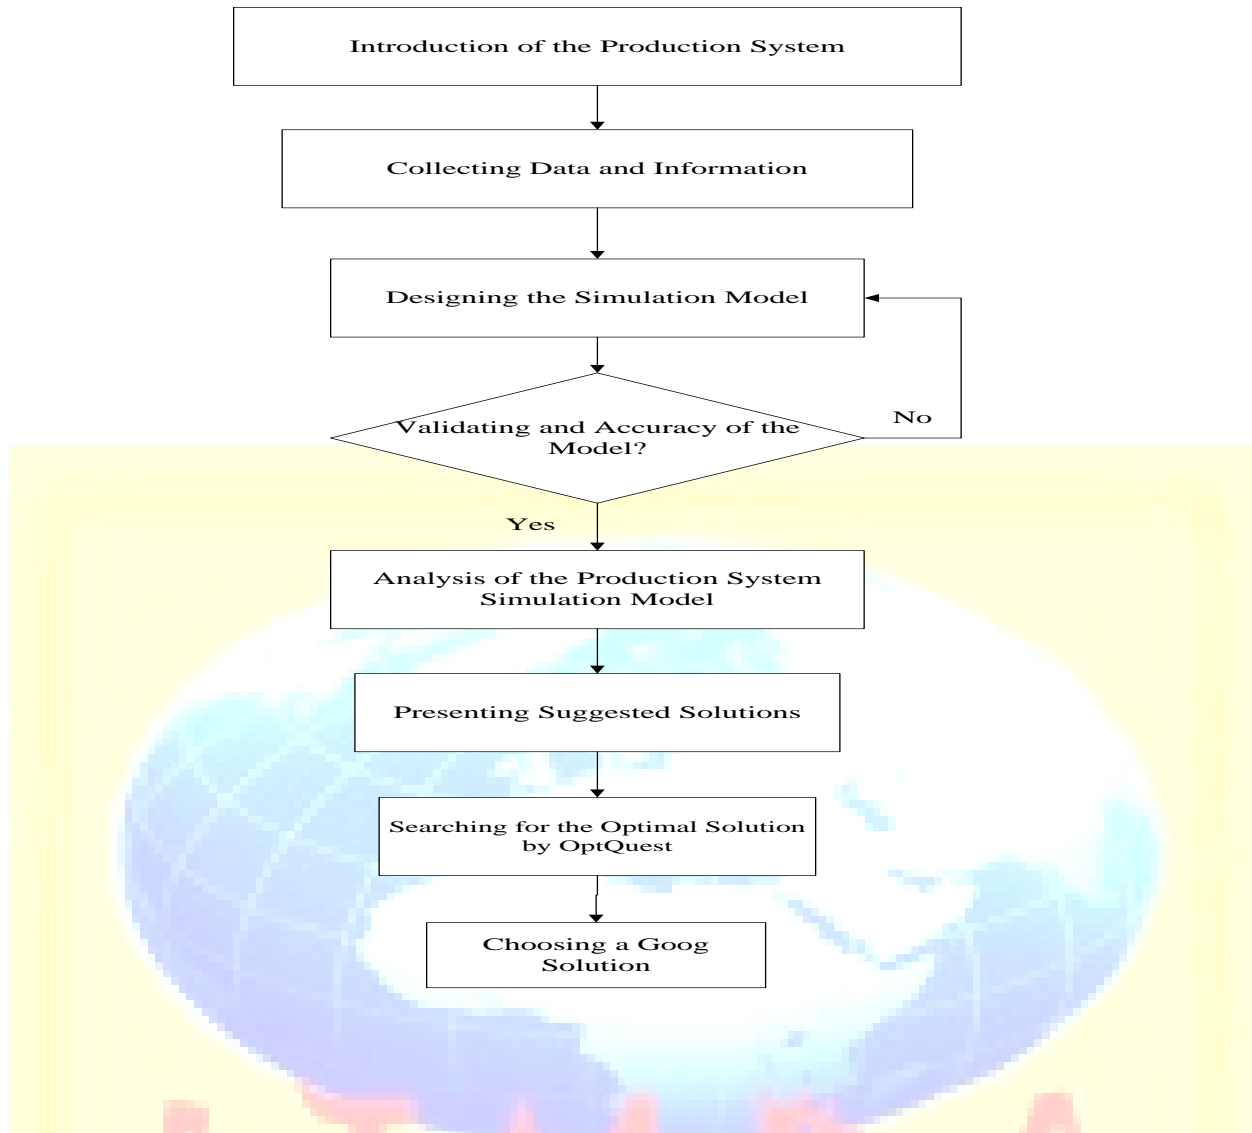 Introduction of the Production System
Collecting Data and Information
Designing the Simulation Model
Validating and Accuracy of the
Model?
No
Yes
Analysis of the Production System
Simulation Model
Presenting Suggested Solutions
Searching for the Optimal Solution
by OptQuest
Choosing a Goog
Solution